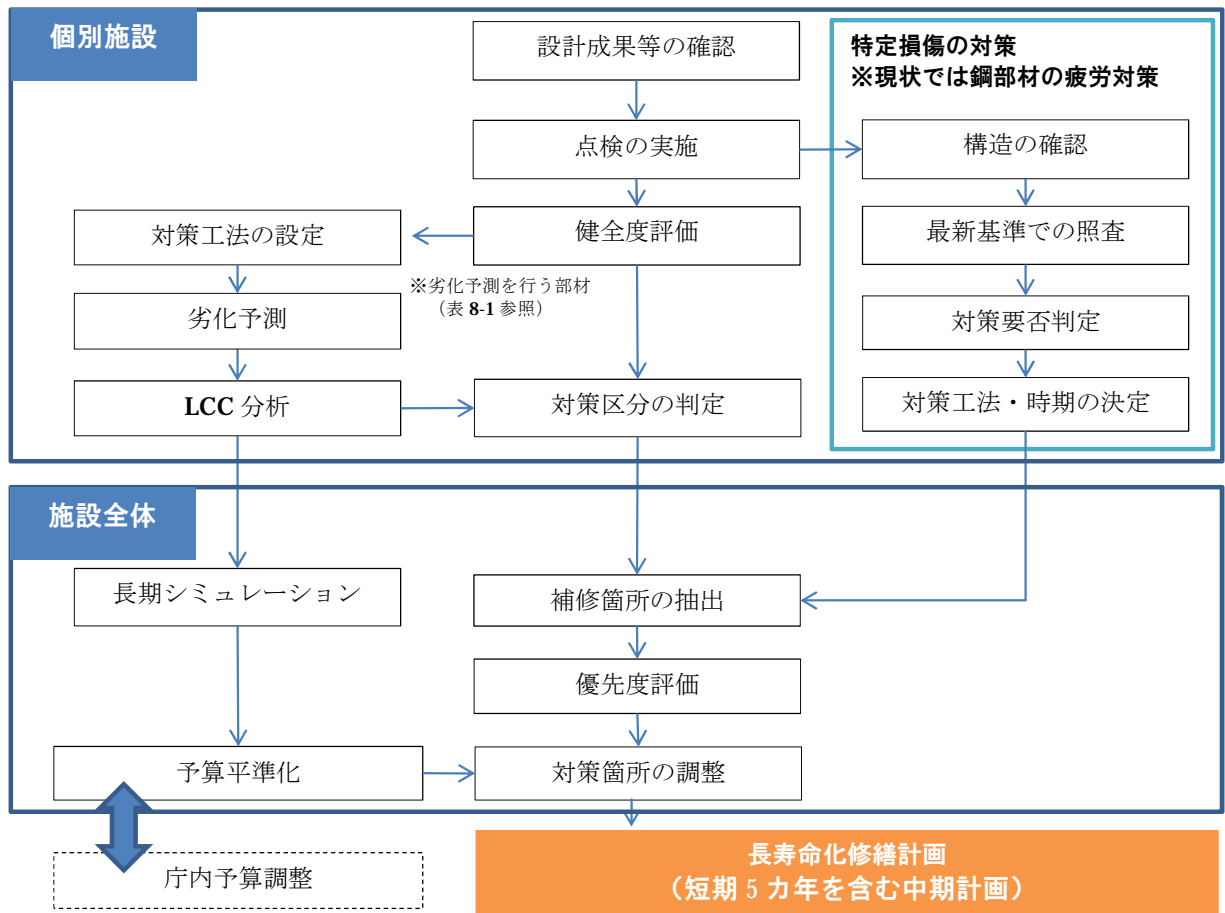 個別施設
設計成果等の確認
特定損傷の対策
※現状では鋼部材の疲労対策
点検の実施
構造の確認
対策工法の設定
健全度評価
最新基準での照査
※劣化予測を行う部材
（表 8-1 参照）
劣化予測
対策要否判定
LCC 分析
対策区分の判定
対策工法・時期の決定
施設全体
長期シミュレーション
補修箇所の抽出
優先度評価
予算平準化
対策箇所の調整
庁内予算調整
長寿命化修繕計画
（短期 5 カ年を含む中期計画）